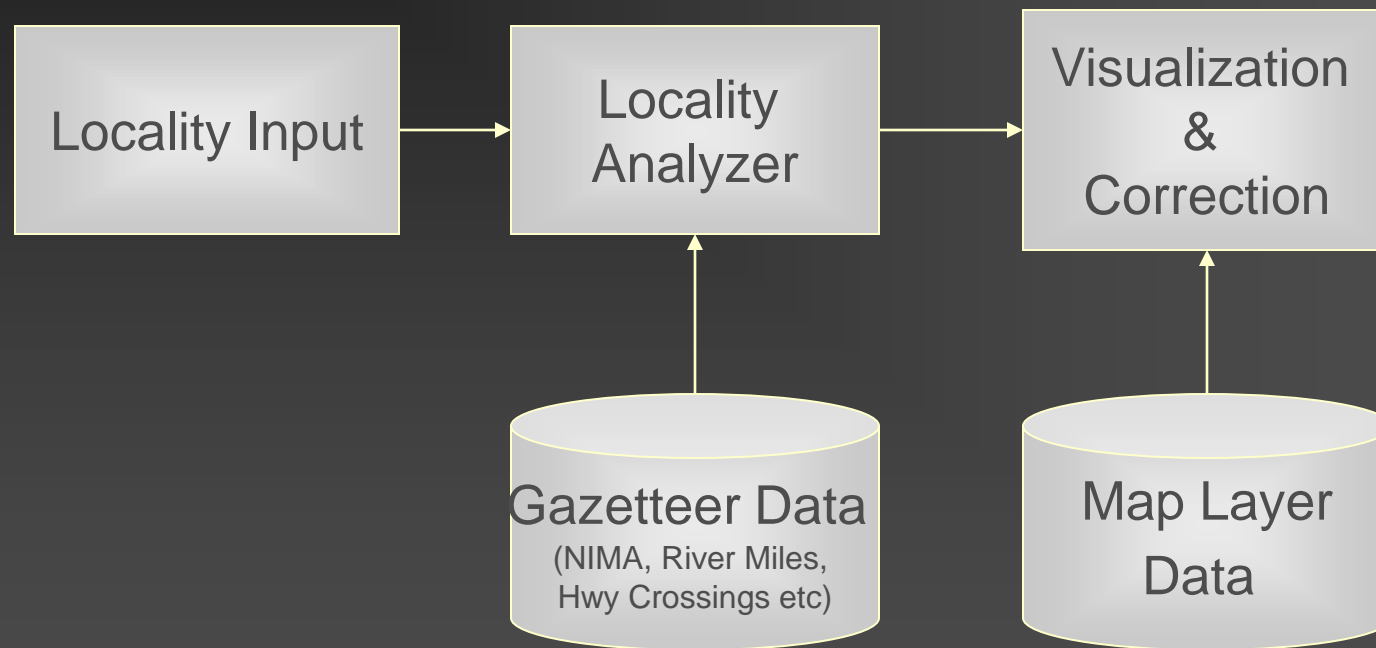 Locality Input
Locality
Analyzer
Visualization
&
Correction
Gazetteer Data
(NIMA, River Miles,
Hwy Crossings etc)
Map Layer
Data